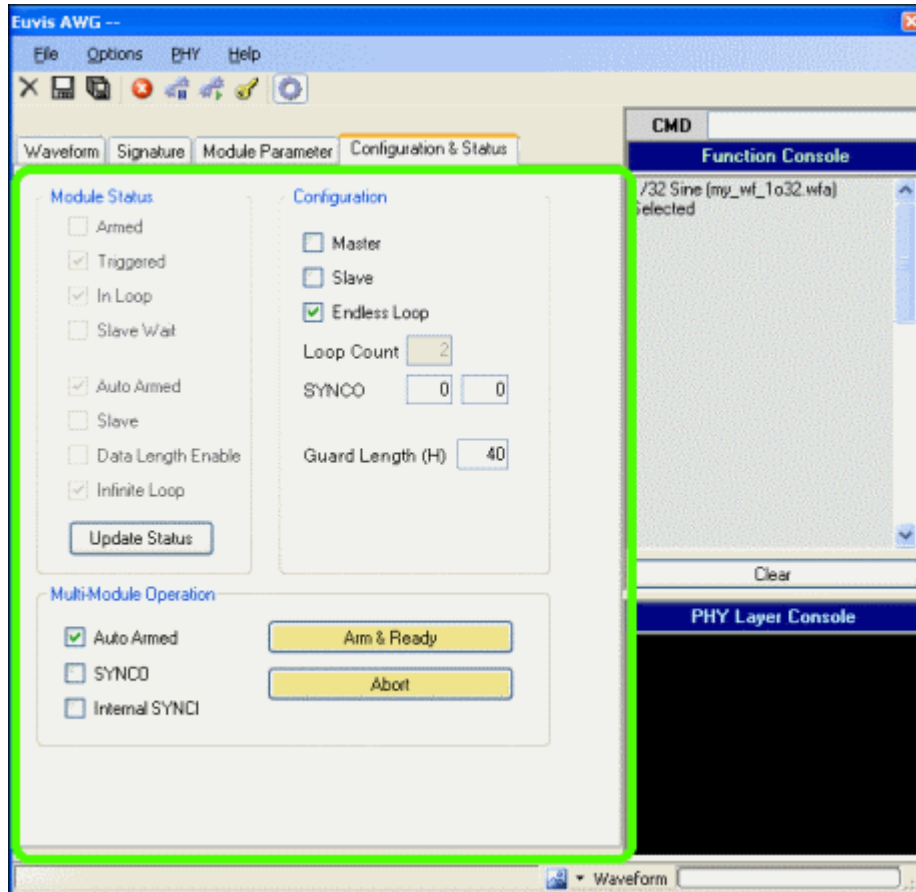 Euvis AWG --
File Options PHY Help
CMD
Waveform Signature Module Parameter Configuration & Status
Function Console
/32 Sine (my_wf_1o32.wfa)
Selected
Module Status
Armed
Triggered
In Loop
Slave Wait
Auto Armed
Slave
Data Length Enable
Infinite Loop
Update Status
Configuration
Master
Slave
Endless Loop
Loop Count 2
SYNCO 0 0
Guard Length (H) 40
Clear
Multi-Module Operation
Auto Armed
SYNCO
Internal SYNCI
Arm & Ready
Abort
PHY Layer Console
Waveform